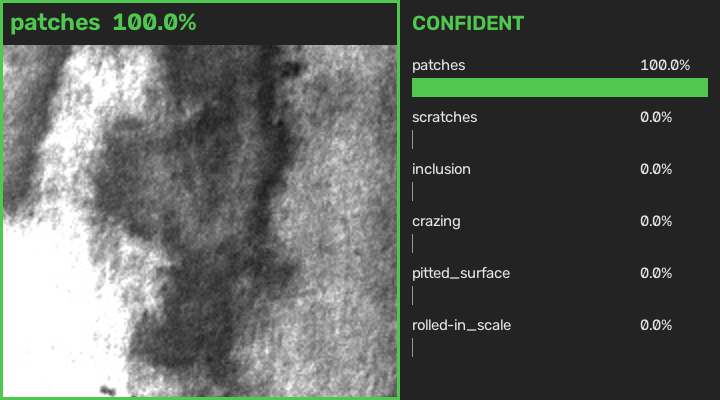 patches 100.0%
CONFIDENT
patches 100.0%
scratches 0.0%
inclusion 0.0%
crazing 0.0%
pitted_surface 0.0%
rolled-in_scale 0.0%